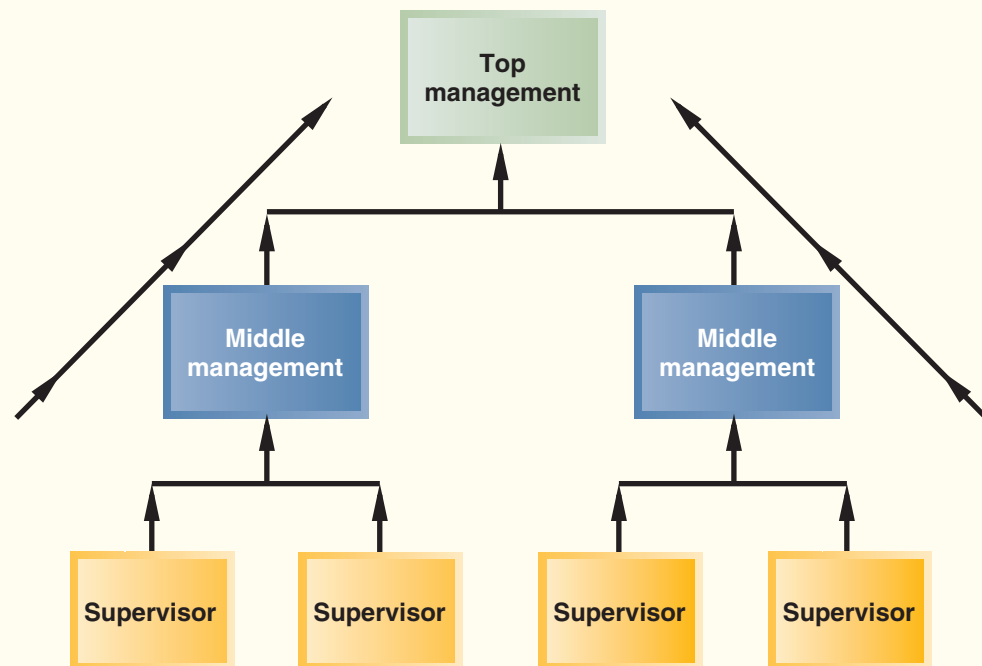 Top
management
Middle
management
Middle
management
Supervisor
Supervisor
Supervisor
Supervisor